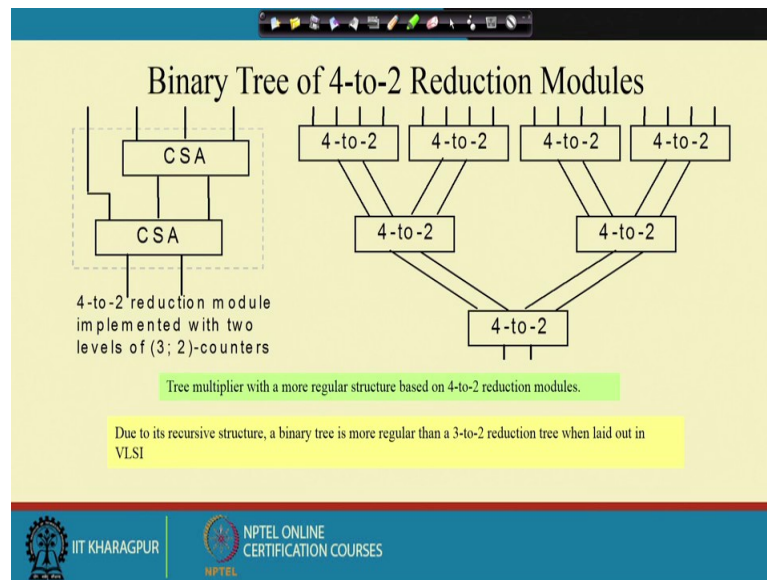 Binary Tree of 4-to-2 Reduction Modules
CSA
CSA
4-to-2 reduction module
implemented with two
levels of (3; 2)-counters
4-to-2 4-to-2 4-to-2 4-to-2
4-to-2 4-to-2
4-to-2
Tree multiplier with a more regular structure based on 4-to-2 reduction modules.
Due to its recursive structure, a binary tree is more regular than a 3-to-2 reduction tree when laid out in
VLSI
IIT KHARAGPUR
NPTEL
NPTEL ONLINE
CERTIFICATION COURSES